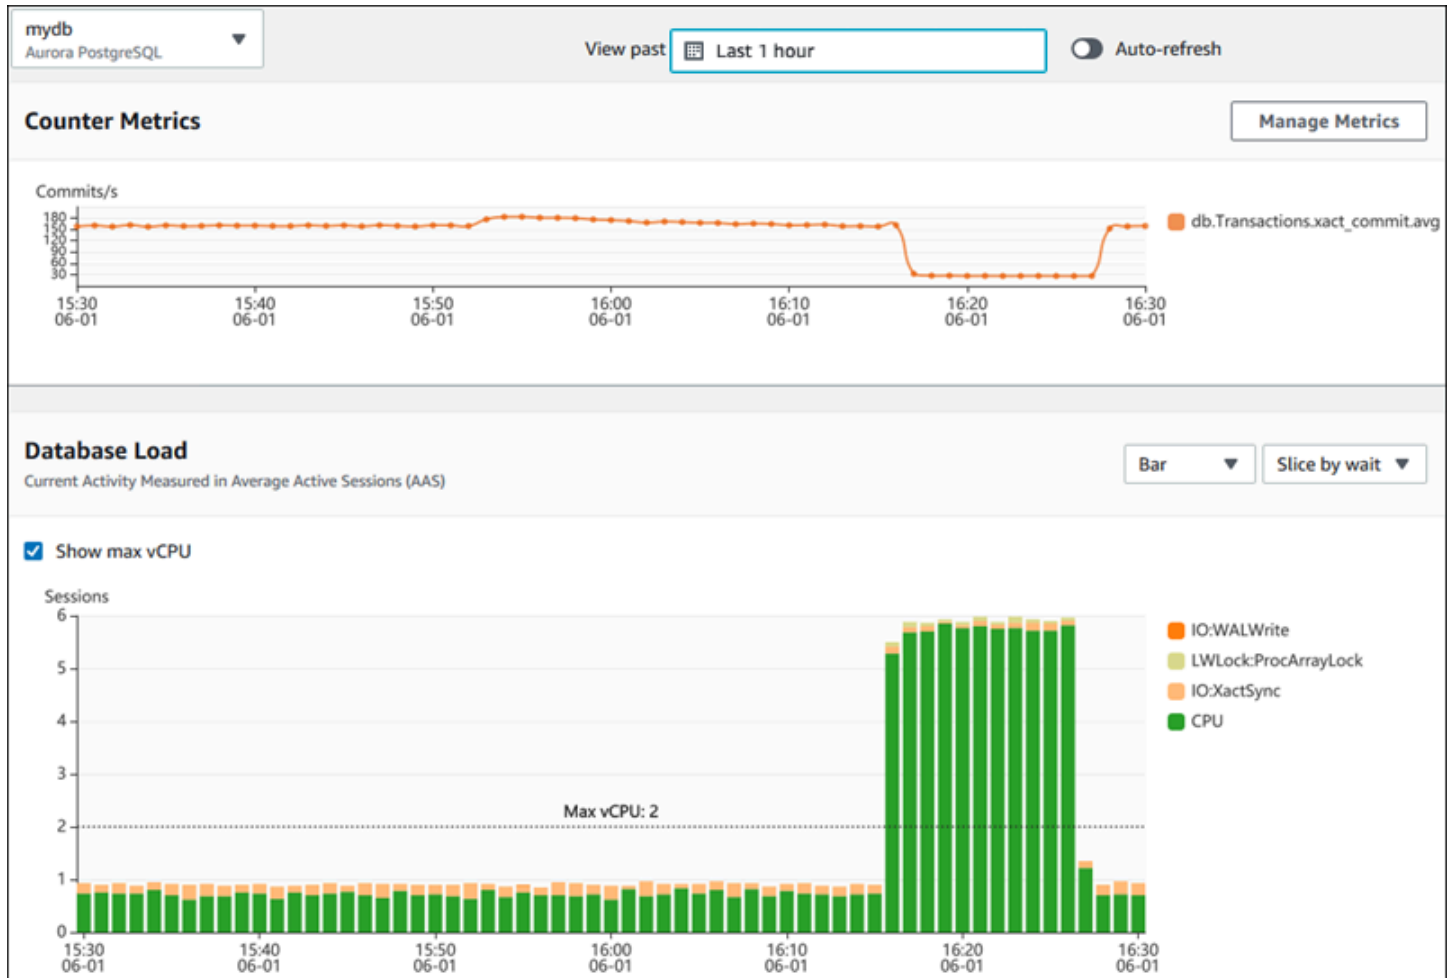 mydb
Aurora PostgreSQL
View past
Last 1 hour
Auto-refresh
Counter Metrics
Manage Metrics
Commits/s
180
150
120
90
60
30
15:30 15:40 15:50 16:00 16:10 16:20 16:30
06-01 06-01 06-01 06-01 06-01 06-01 06-01
db.Transactions.xact_commit.avg
Database Load
Current Activity Measured in Average Active Sessions (AAS)
Bar
Slice by wait
Show max vCPU
Sessions
6
5
4
3
2
1
0
Max vCPU: 2
15:30 15:40 15:50 16:00 16:10 16:20 16:30
06-01 06-01 06-01 06-01 06-01 06-01 06-01
IO:WALWrite
LWLock:ProcArrayLock
IO:XactSync
CPU